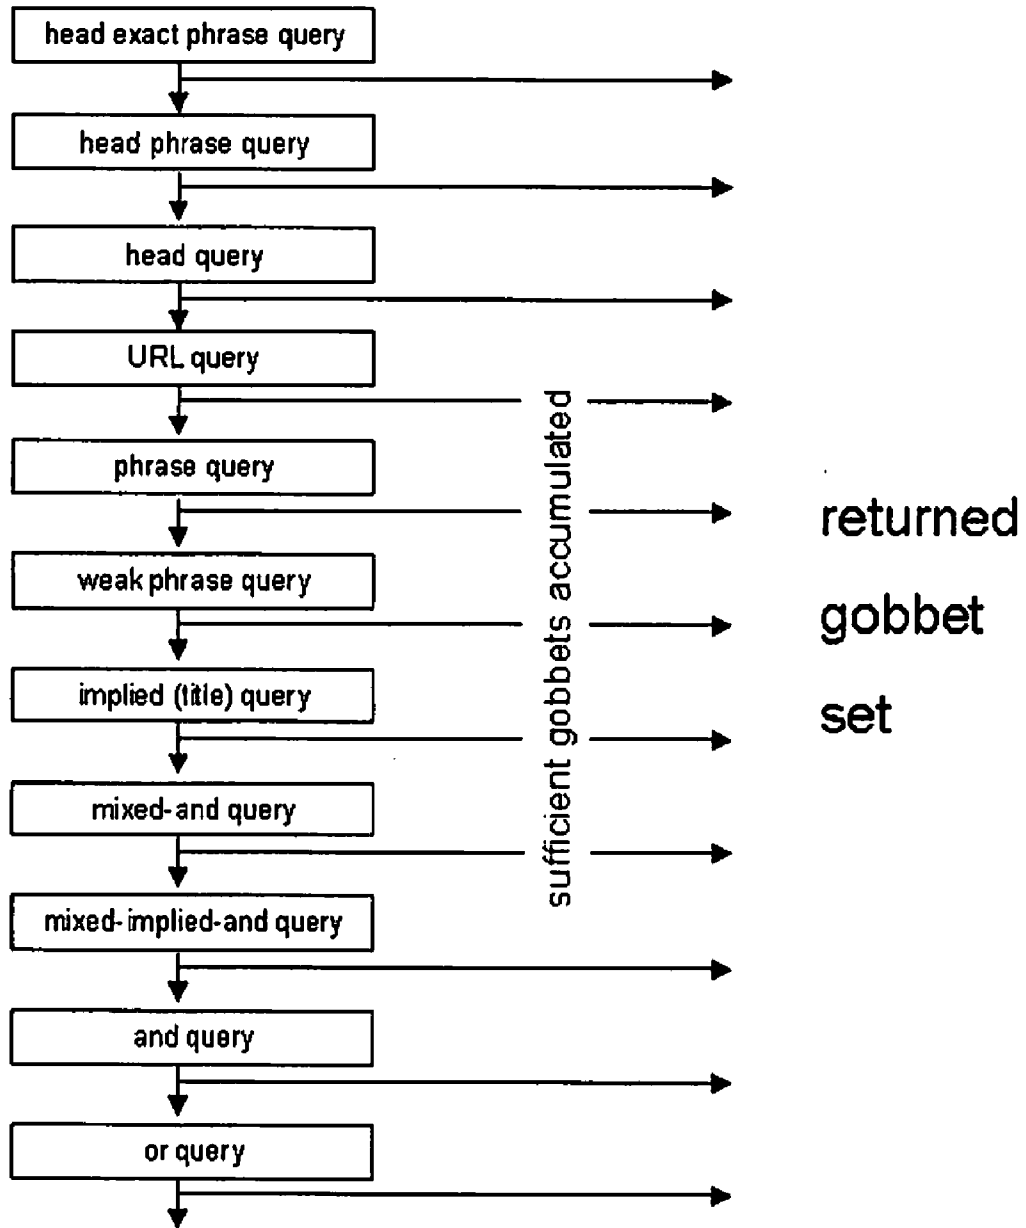 head exact phrase query
head phrase query
head query
URL query
phrase query
weak phrase query
implied (title) query
mixed-and query
mixed-implied-and query
and query
or query
sufficient gobbets accumulated
returned
gobbet
set